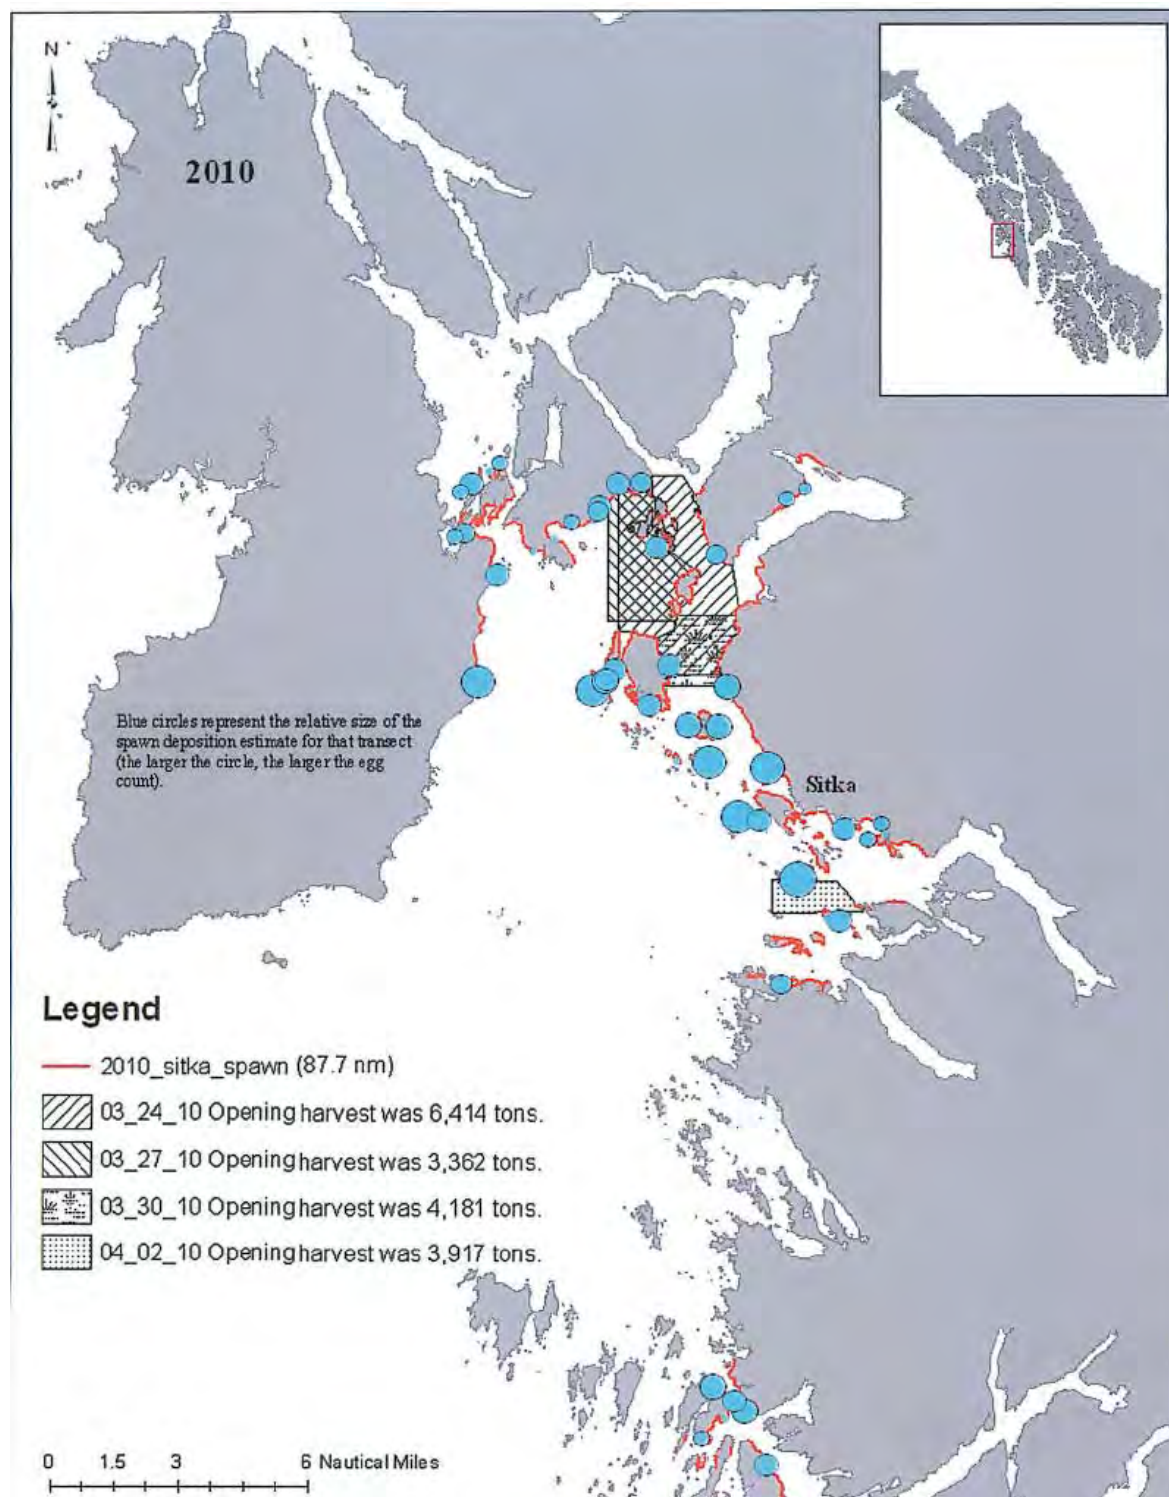 N
2010
Blue circles represent the relative size of the
spawn deposition estimate for that transect
(the larger the circle, the larger the egg
count).
Sitka
Legend
2010_sitka_spawn (87.7 nm)
03_24_10 Opening harvest was 6,414 tons.
03_27_10 Opening harvest was 3,362 tons.
03_30_10 Opening harvest was 4,181 tons.
04_02_10 Opening harvest was 3,917 tons.
0 1.5 3 6 Nautical Miles